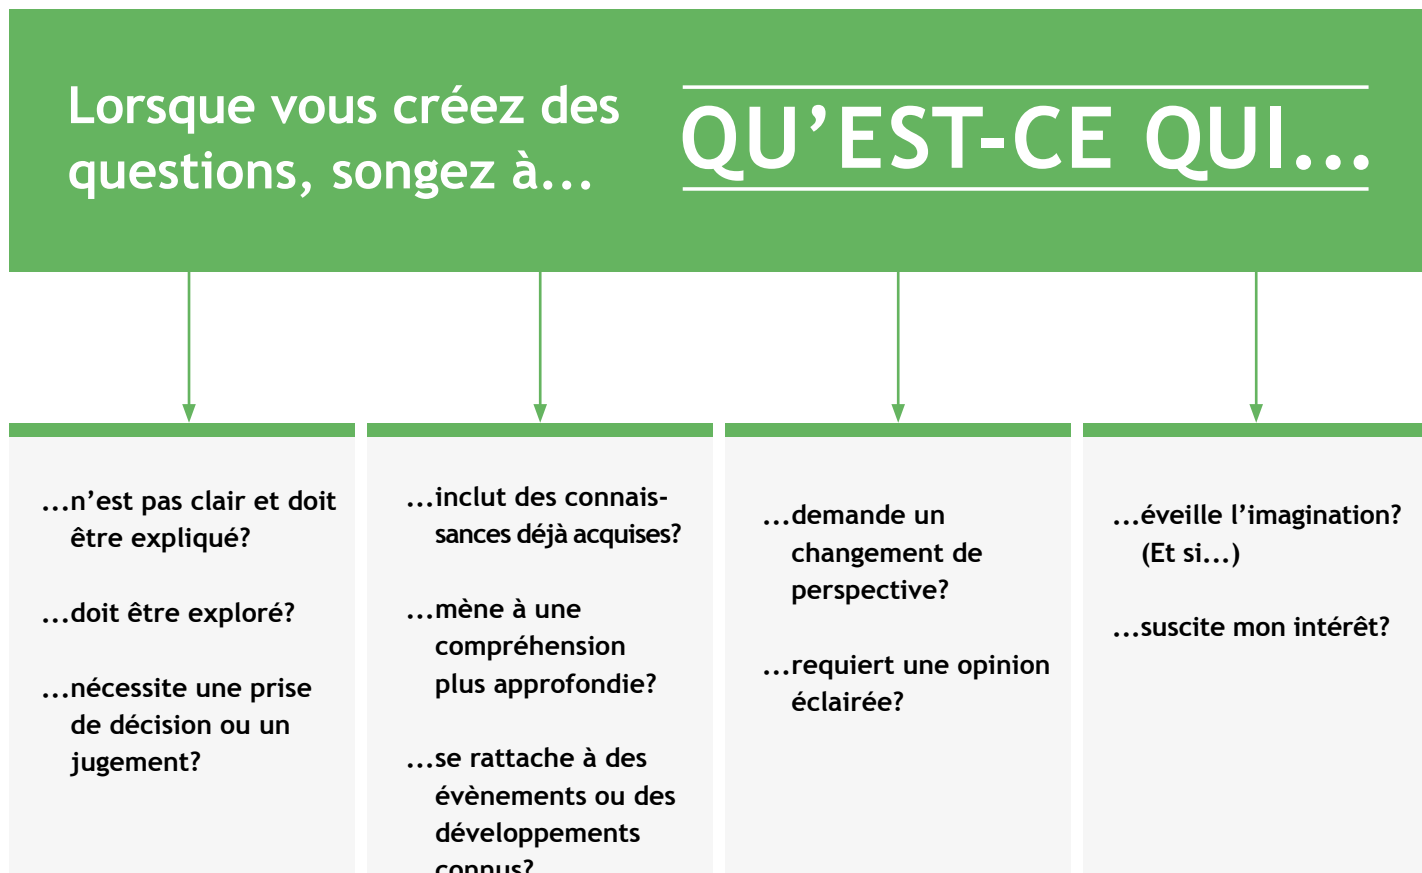 Lorsque vous créez des
questions, songez à...
QU’EST-CE QUI...
...n’est pas clair et doit
être expliqué?
...doit être exploré?
...nécessite une prise
de décision ou un
jugement?
...inclut des connais-
sances déjà acquises?
...mène à une
compréhension
plus approfondie?
...se rattache à des
évènements ou des
développements
connus?
...demande un
changement de
perspective?
...requiert une opinion
éclairée?
...éveille l’imagination?
(Et si...)
...suscite mon intérêt?